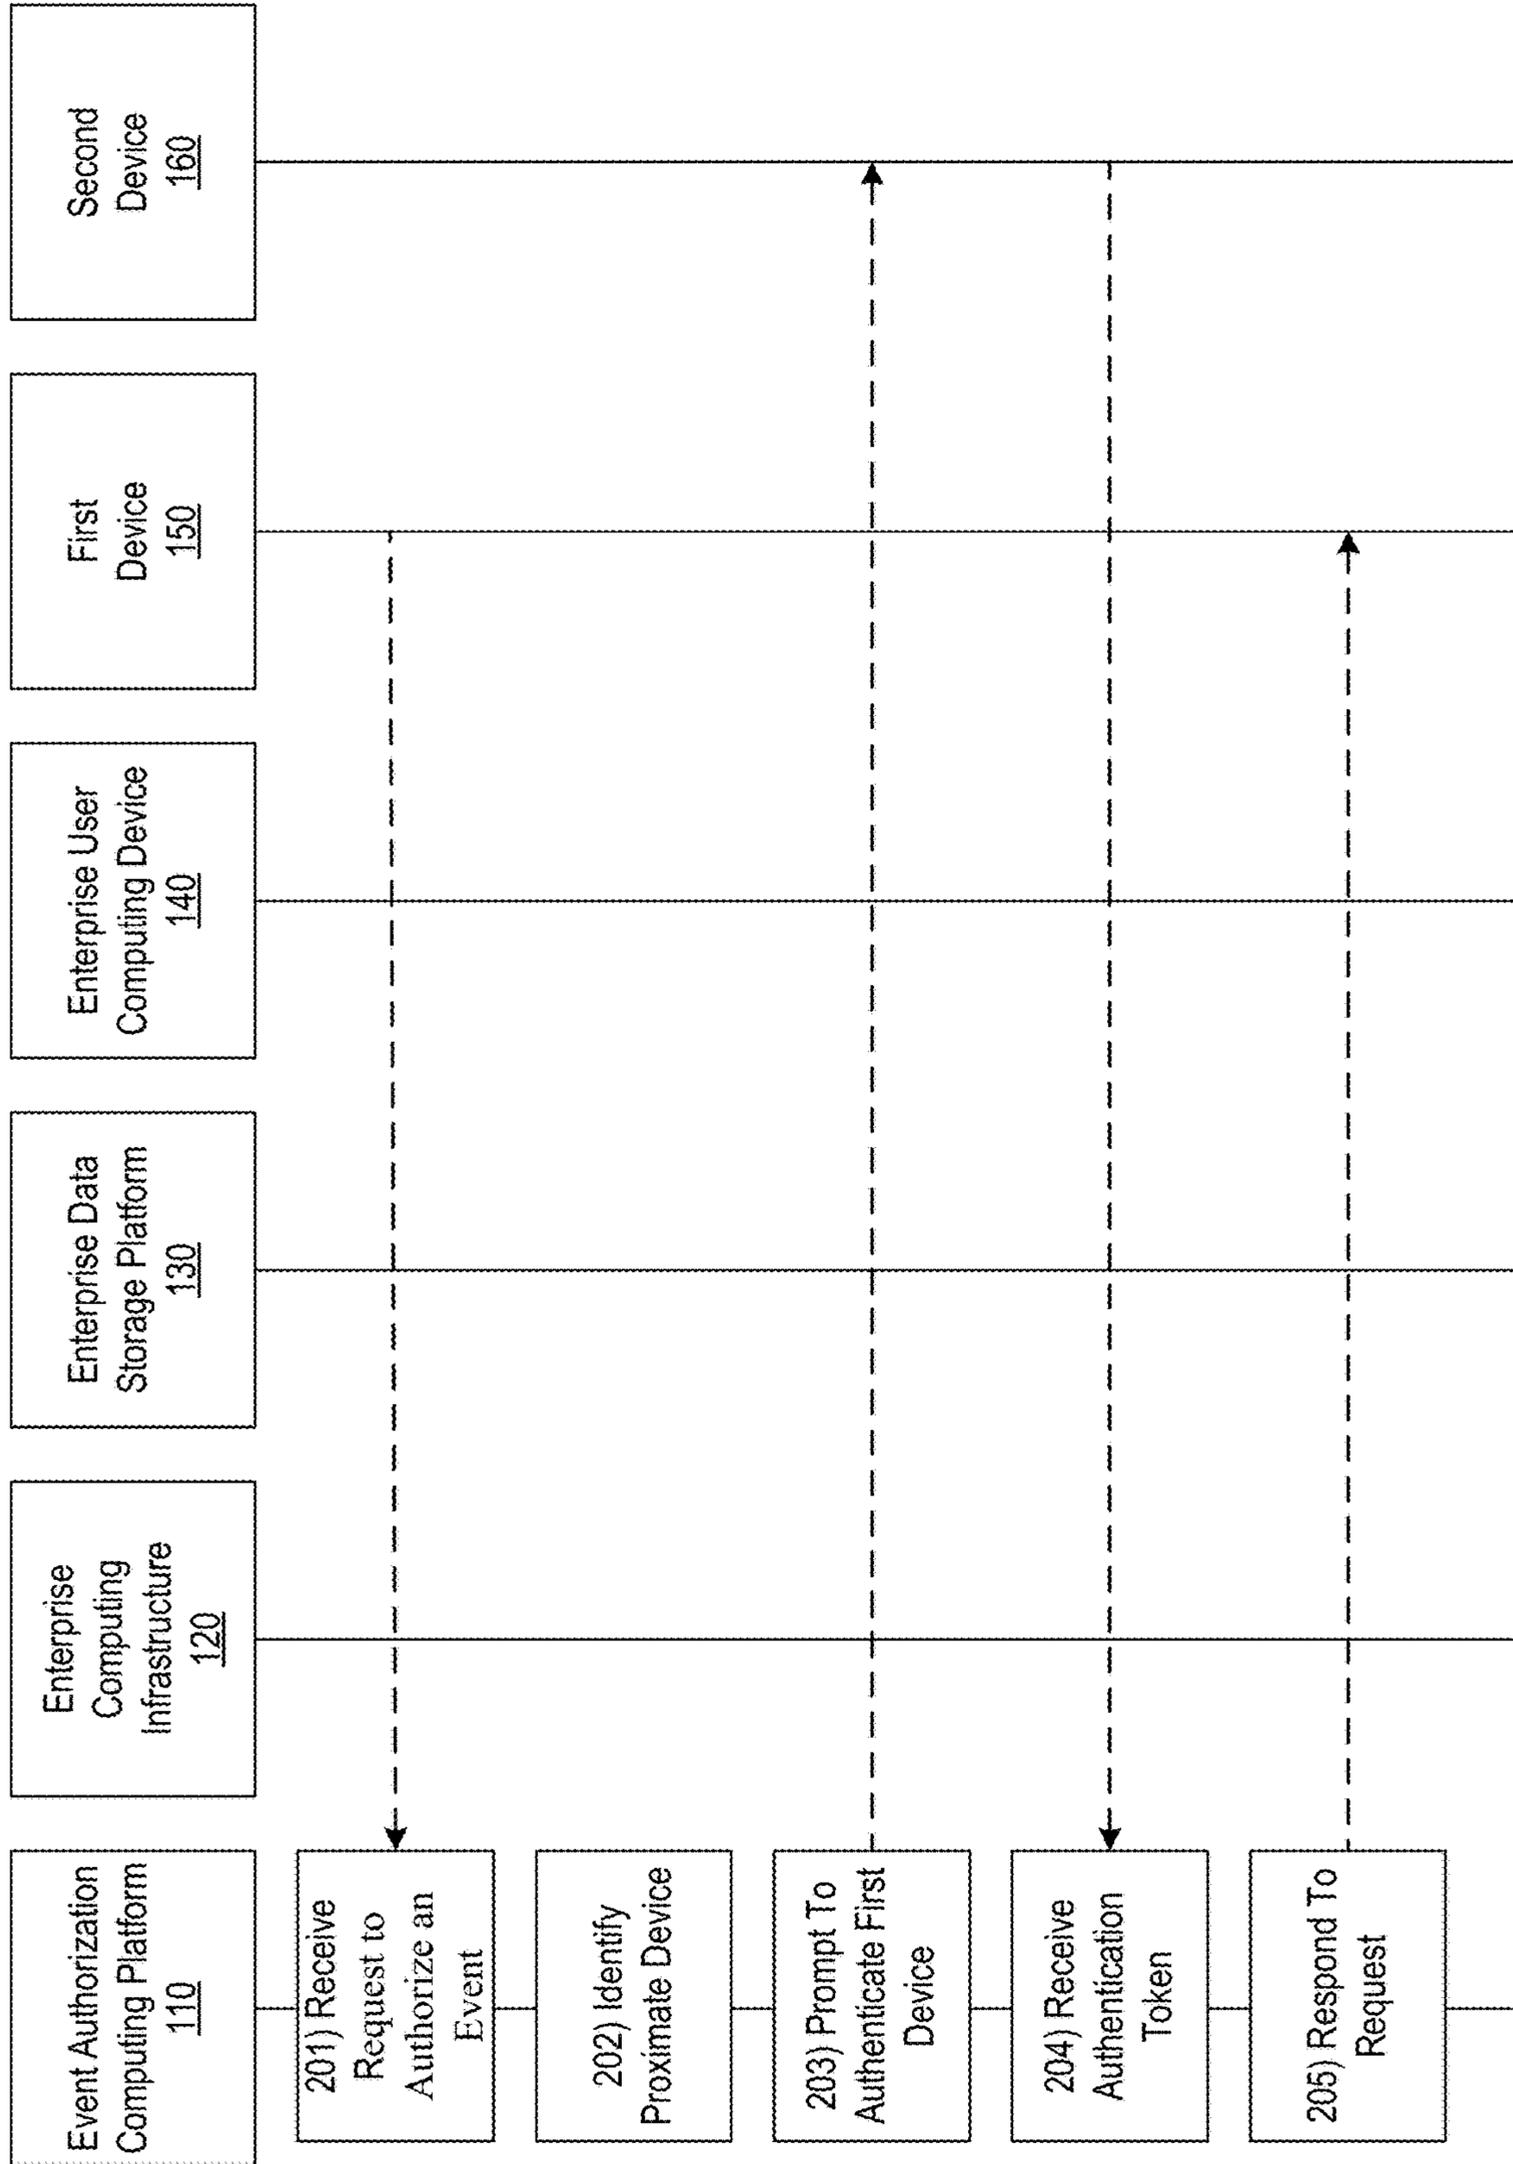 Event Authorization
Computing Platform
110
Enterprise
Computing
Infrastructure
120
Enterprise Data
Storage Platform
130
Enterprise User
Computing Device
140
First
Device
150
Second
Device
160
201) Receive
Request to
Authorize an
Event
202) Identify
Proximate Device
203) Prompt To
Authenticate First
Device
204) Receive
Authentication
Token
205) Respond To
Request